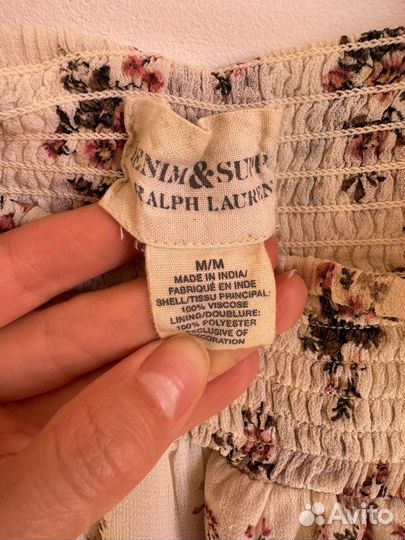 ENIM&SUPP
RALPH LAUREN
M/M
MADE IN INDIA/
FABRIQUÉ EN INDE
SHELL/TISSU PRINCIPAL:
100% VISCOSE
LINING/DOUBLURE:
100% POLYESTER
EXCLUSIVE OF
DECORATION
Avito